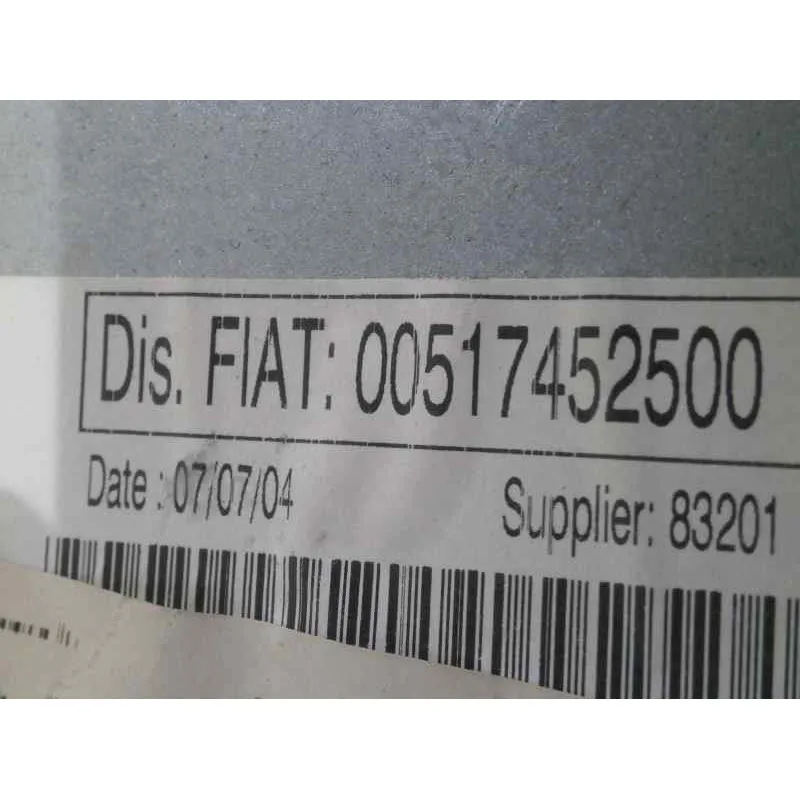 Dis. FIAT: 00517452500
Date : 07/07/04 Supplier: 83201